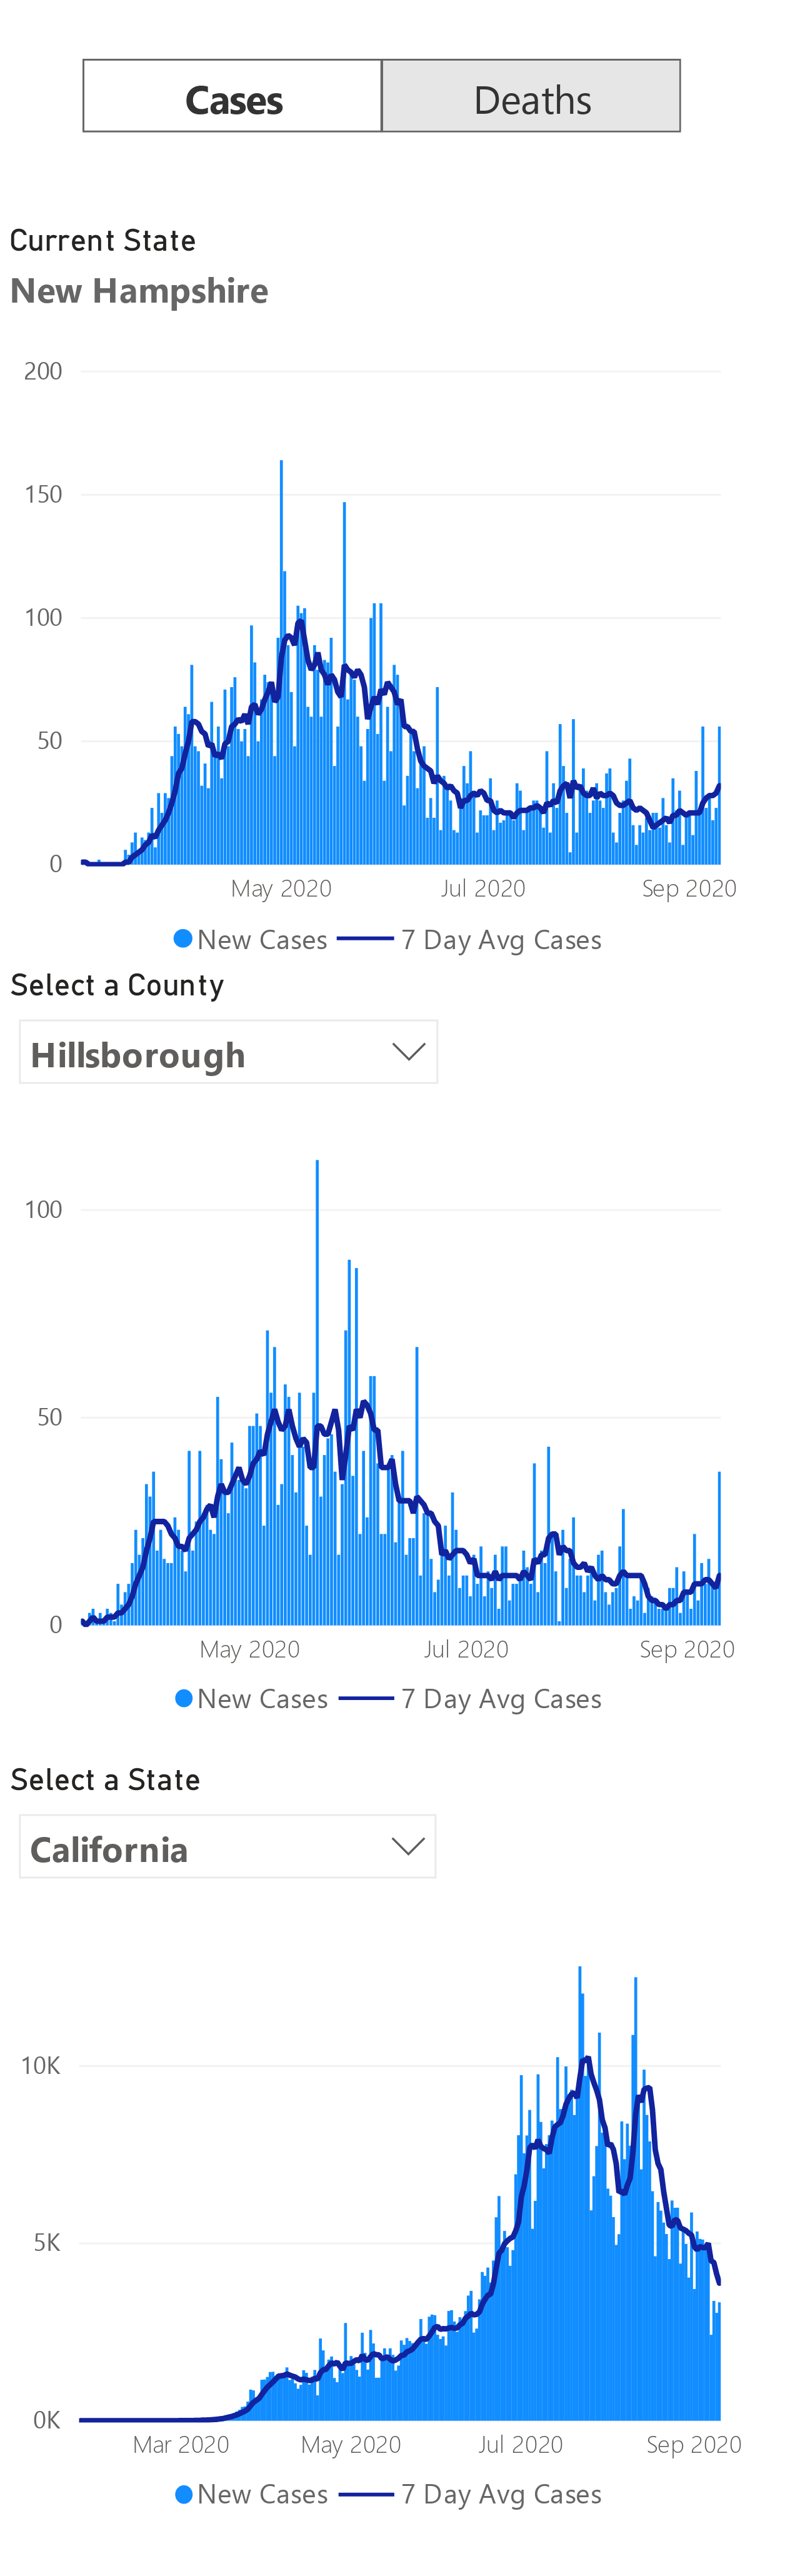 Cases Deaths
Current State
New Hampshire
200
150
100
50
0
May 2020 Jul 2020 Sep 2020
New Cases 7 Day Avg Cases
Select a County
Hillsborough
100
50
0
May 2020 Jul 2020 Sep 2020
New Cases 7 Day Avg Cases
Select a State
California
10K
5K
0K
Mar 2020 May 2020 Jul 2020 Sep 2020
New Cases 7 Day Avg Cases